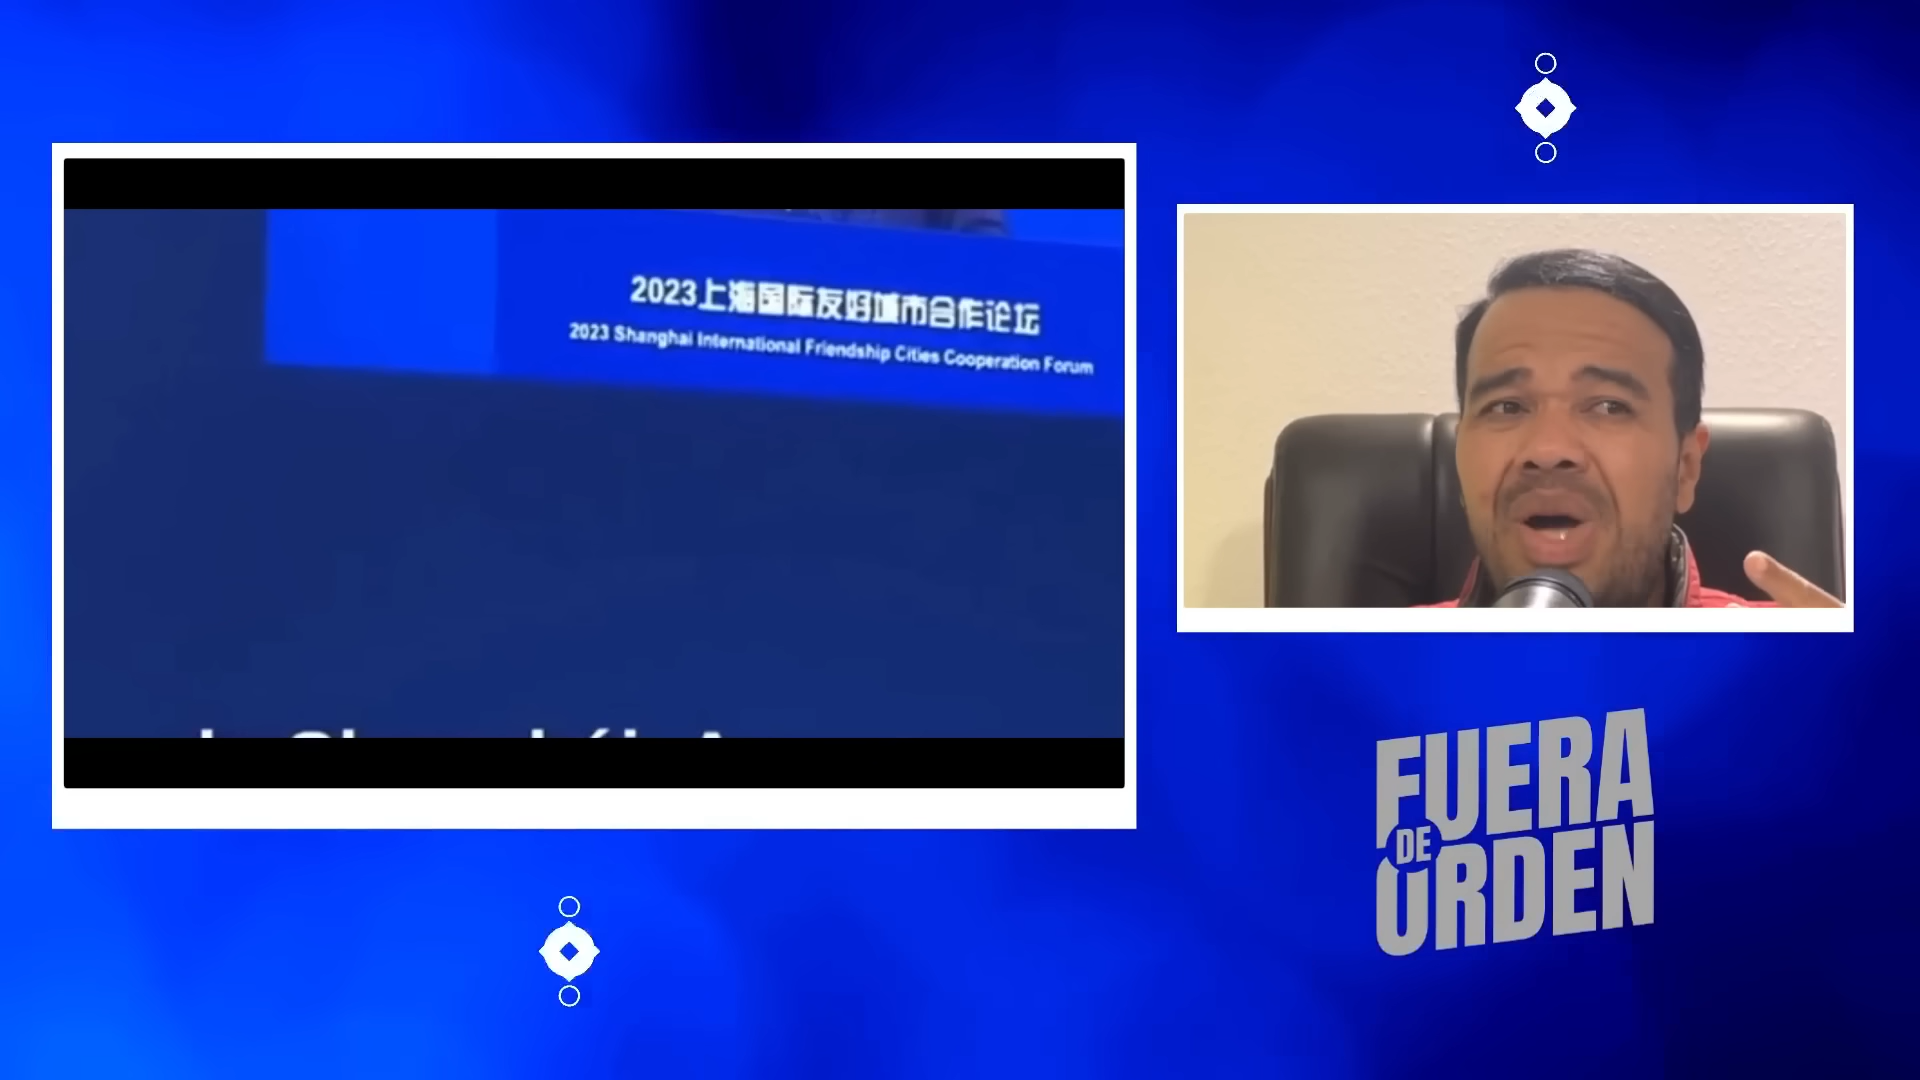 2023上海国际友好城市合作论坛
2023 Shanghai International Friendship Cities Cooperation Forum
FUERA
DE
ORDEN